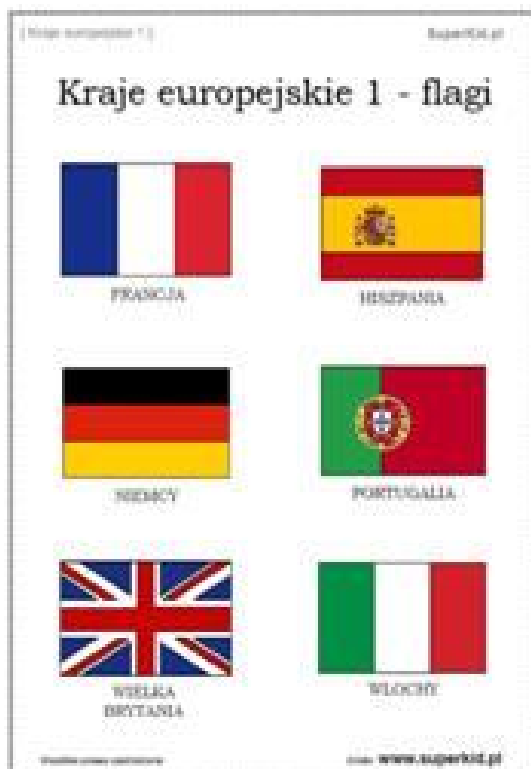 [ Kraje europejskie 1 ] SuperKid.pl
Kraje europejskie 1 - flagi
FRANCJA HISZPANIA
NIEMCY PORTUGALIA
WIELKA BRYTANIA WŁOCHY
www.superkid.pl